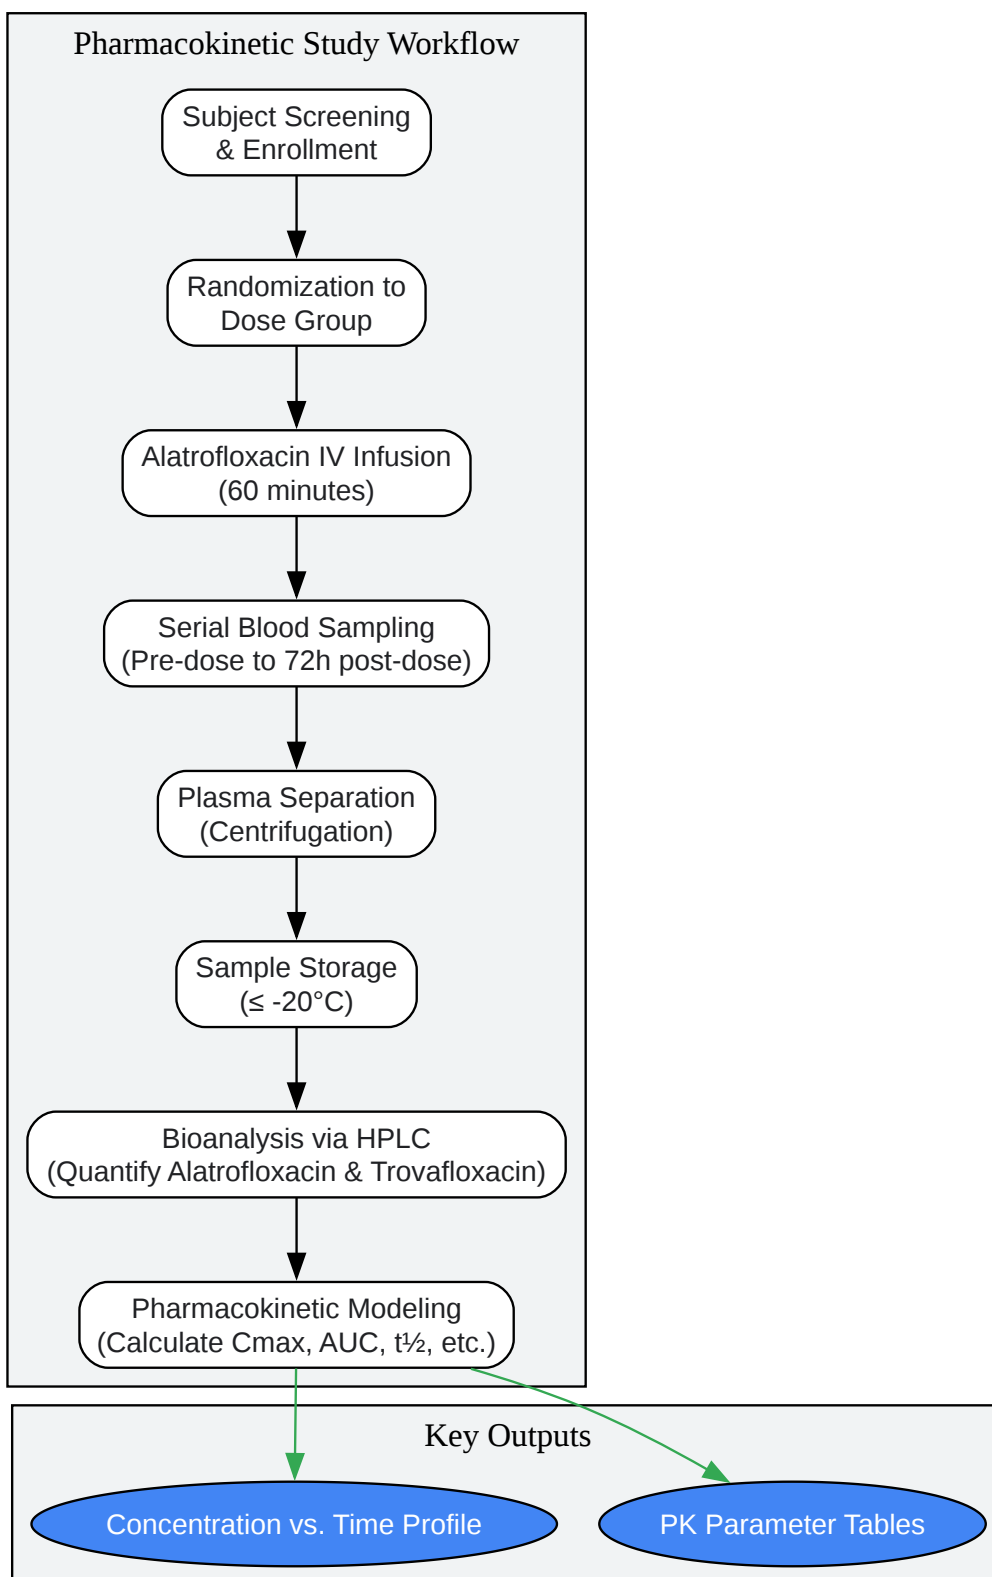 Pharmacokinetic Study Workflow
Subject Screening
& Enrollment
Randomization to
Dose Group
Alatrofloxacin IV Infusion
(60 minutes)
Serial Blood Sampling
(Pre-dose to 72h post-dose)
Plasma Separation
(Centrifugation)
Sample Storage
(≤ -20°C)
Bioanalysis via HPLC
(Quantify Alatrofloxacin & Trovafloxacin)
Pharmacokinetic Modeling
(Calculate Cmax, AUC, t½, etc.)
Key Outputs
Concentration vs. Time Profile
PK Parameter Tables